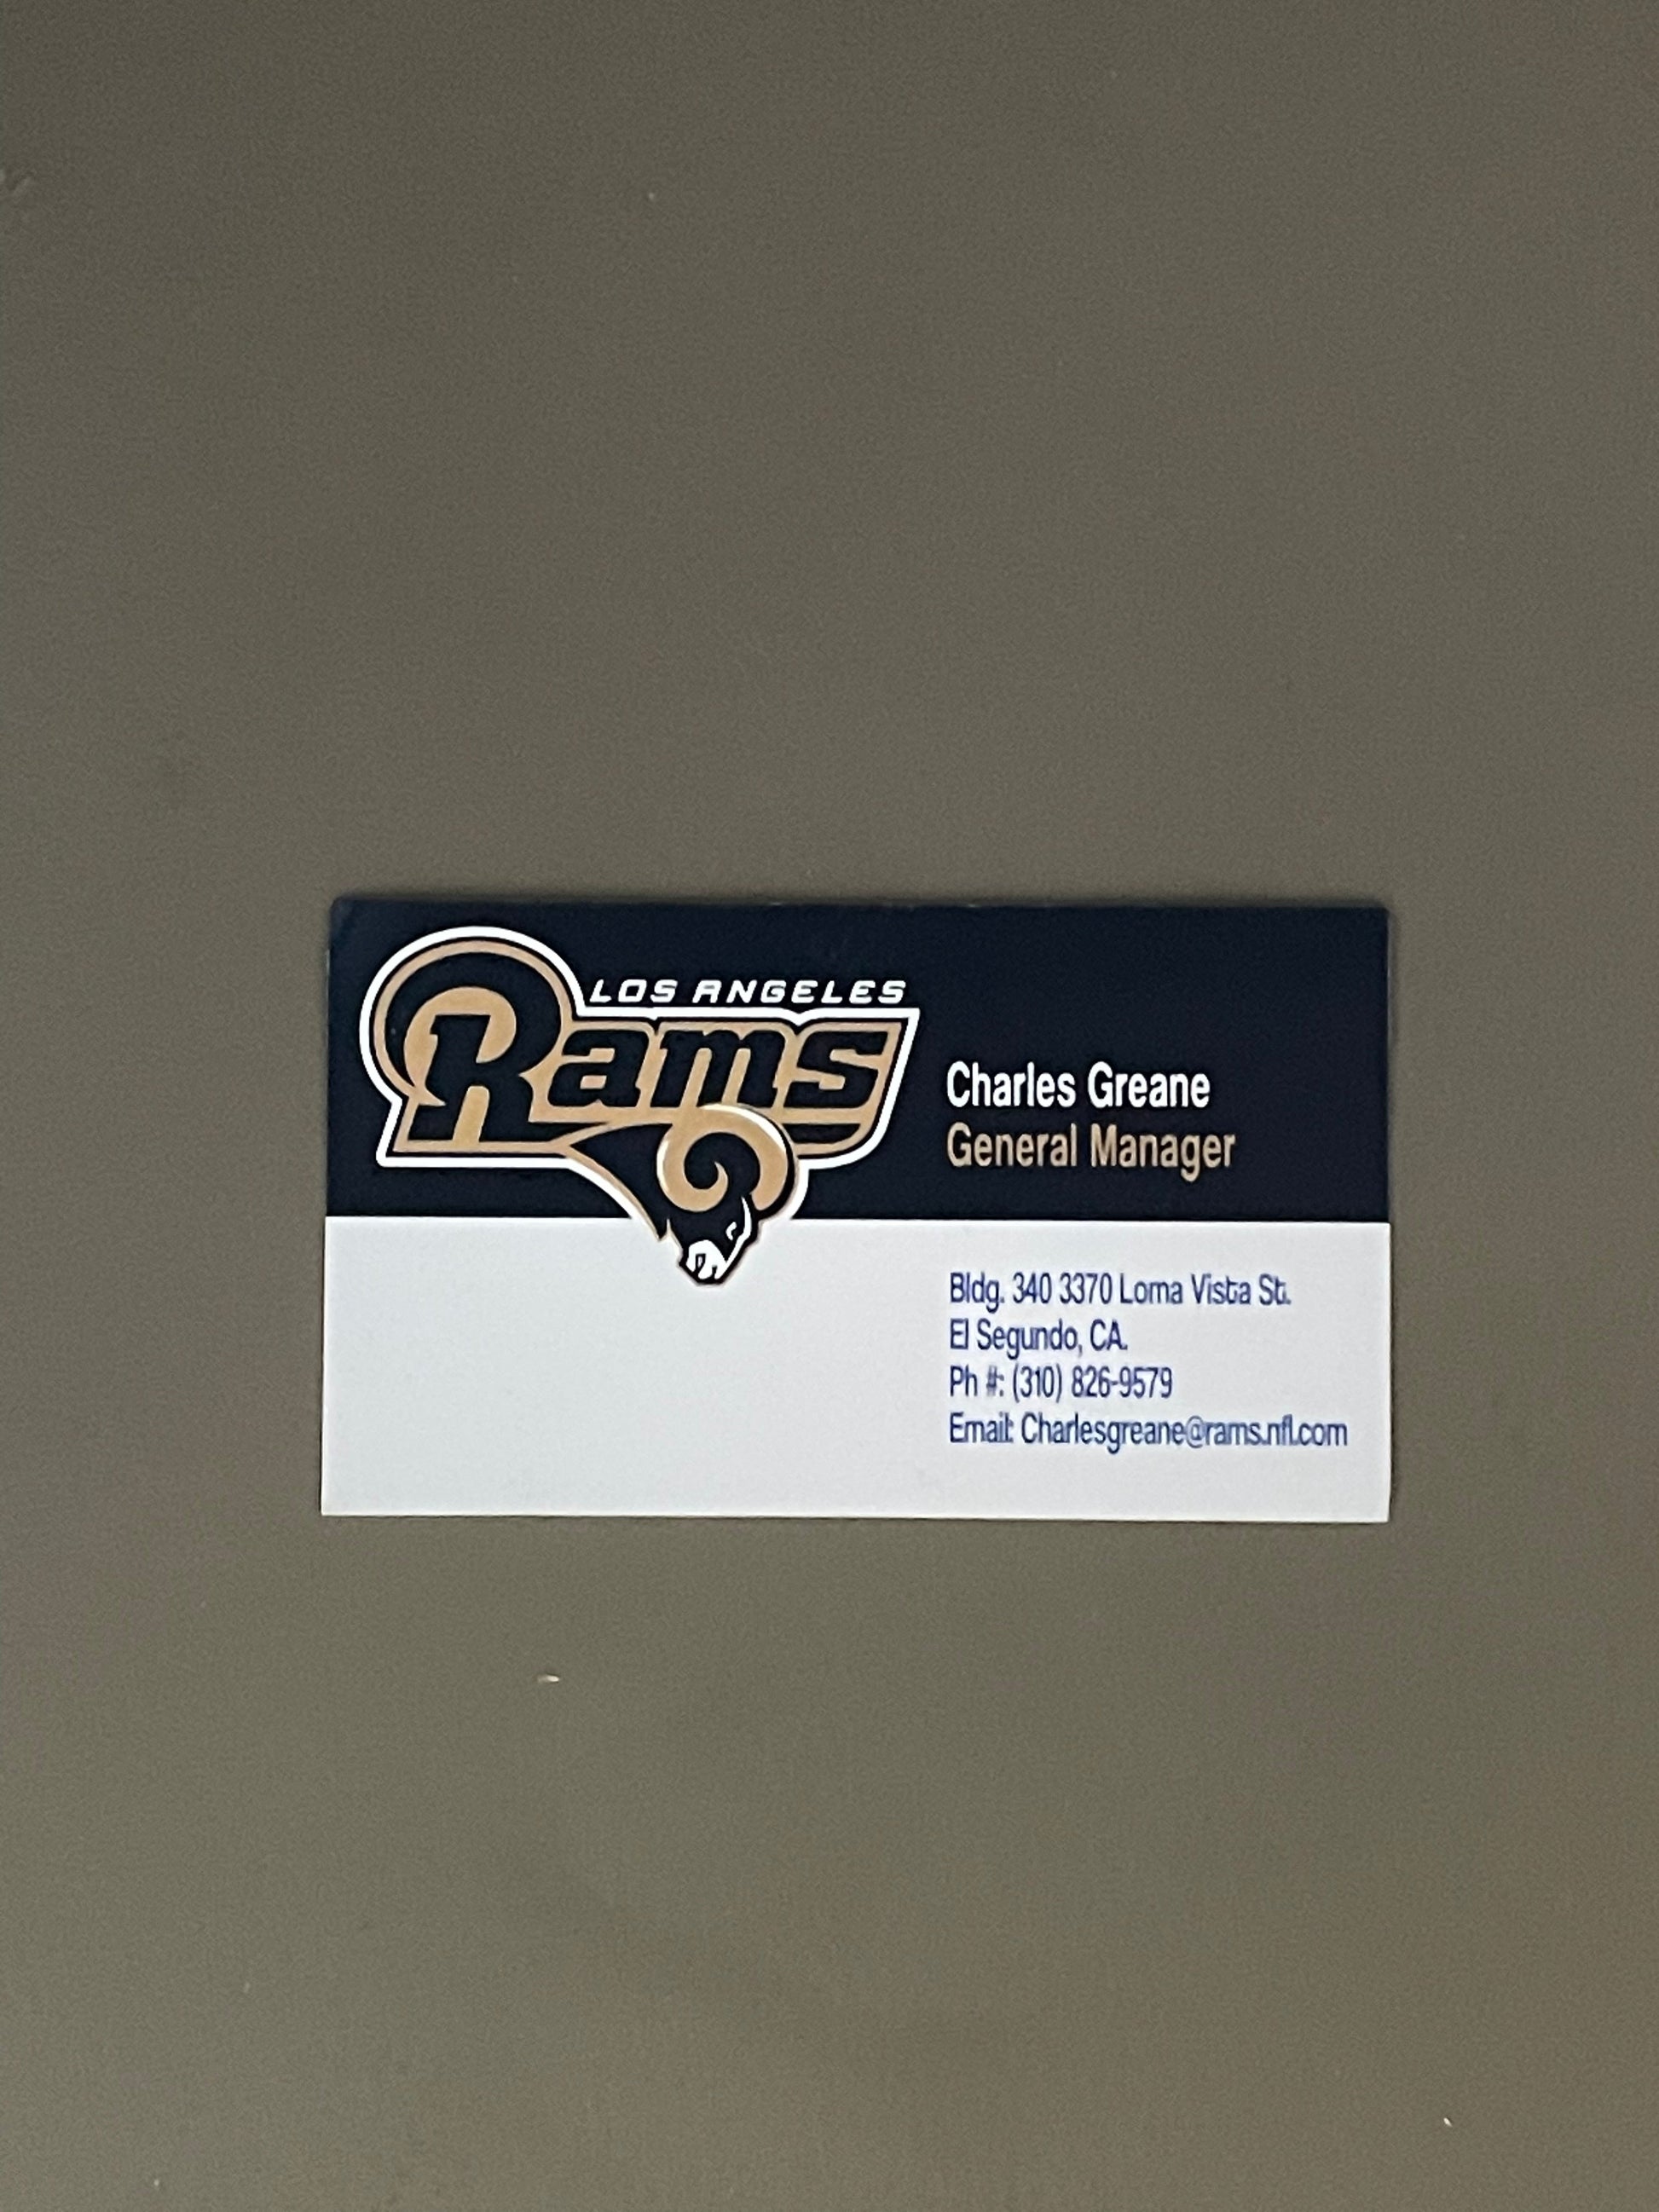 LOS ANGELES
Rams
Charles Greane
General Manager
Bldg. 340 3370 Loma Vista St.
El Segundo, CA.
Ph #: (310) 826-9579
Email: Charlesgreane@rams.nfl.com